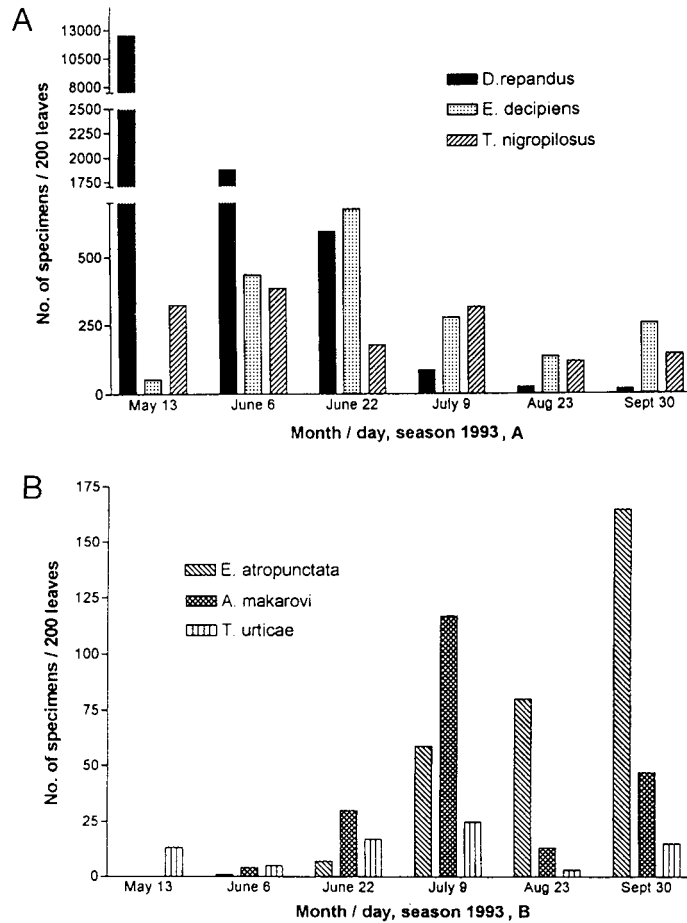 A
No. of specimens / 200 leaves
13000
10500
8000
2500
2250
2000
1750
500
250
0
D.repandus
E. decipiens
T. nigropilosus
May 13 June 6 June 22 July 9 Aug 23 Sept 30
Month / day, season 1993, A
B
No. of specimens / 200 leaves
175
150
125
100
75
50
25
0
E. atropunctata
A. makarovi
T. urticae
May 13 June 6 June 22 July 9 Aug 23 Sept 30
Month / day, season 1993, B